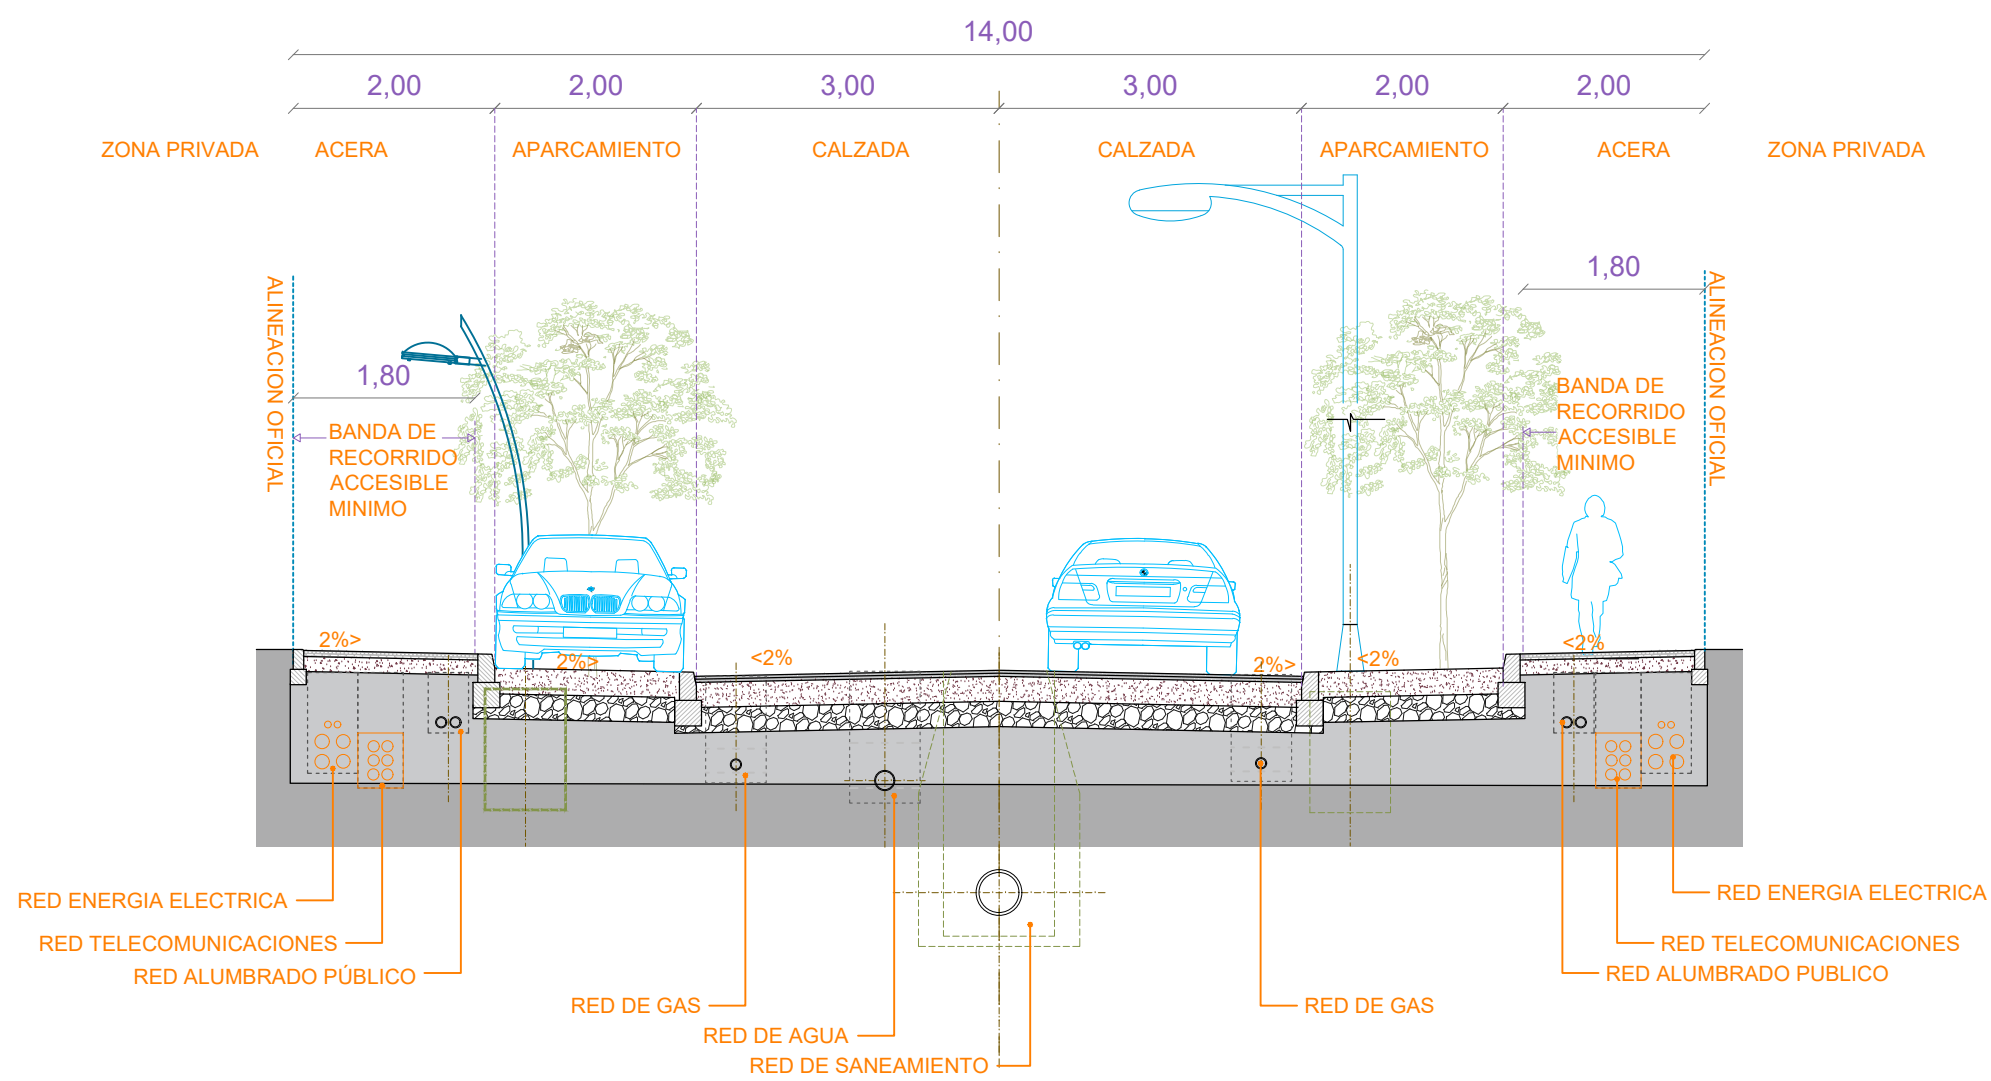 14,00
2,00 2,00 3,00 3,00 2,00 2,00
ZONA PRIVADA ACERA APARCAMIENTO CALZADA CALZADA APARCAMIENTO ACERA ZONA PRIVADA
1,80
ALINEACION OFICIAL
ALINEACION OFICIAL
1,80
BANDA DE
RECORRIDO
ACCESIBLE
MINIMO
BANDA DE
RECORRIDO
ACCESIBLE
MINIMO
2%> 2%> <2% 2%> <2% <2%
RED ENERGIA ELECTRICA
RED TELECOMUNICACIONES
RED ALUMBRADO PÚBLICO
RED DE GAS
RED DE AGUA
RED DE SANEAMIENTO
RED DE GAS
RED ENERGIA ELECTRICA
RED TELECOMUNICACIONES
RED ALUMBRADO PUBLICO